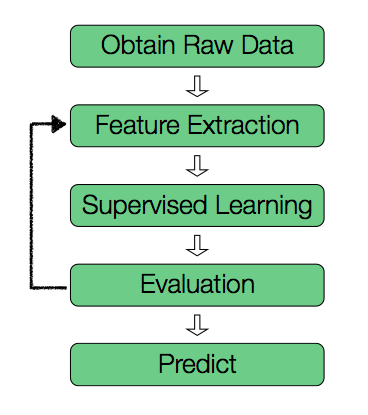 Obtain Raw Data
Feature Extraction
Supervised Learning
Evaluation
Predict